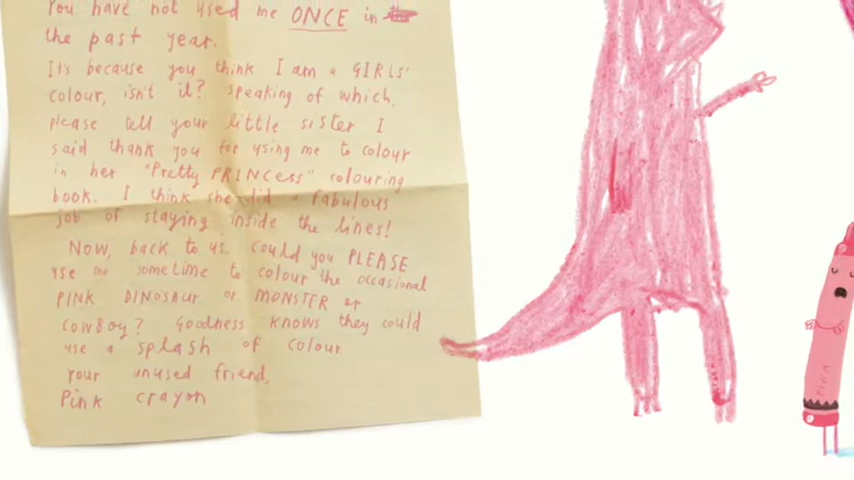 You have not used me ONCE in
the past year.
It's because you think I am a GIRLS'
colour, isn't it? Speaking of which,
please tell your little sister I
said thank you for using me to colour
in her "Pretty PRINCESS" colouring
book. I think she did a fabulous
job of staying inside the lines!
Now, back to us. Could you PLEASE
use me sometime to colour the occasional
PINK DINOSAUR or MONSTER or
COWBOY? Goodness KNOWS they could
use a splash of colour.
Your unused friend,
Pink crayon
PINK